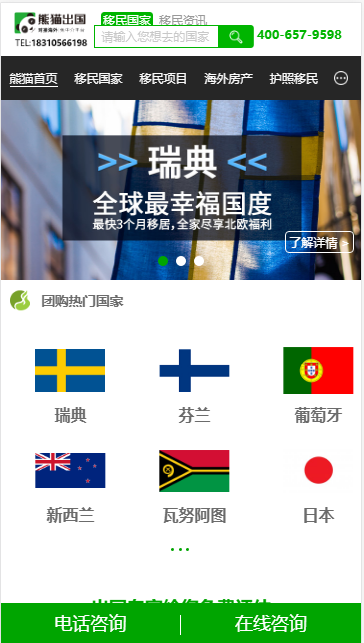 熊猫出国
TEL:18310566198
移民国家 移民资讯
请输入您想去的国家
400-657-9598
熊猫首页 移民国家 移民项目 海外房产 护照移民
>> 瑞典 <<
全球最幸福国度
最快3个月移居,全家尽享北欧福利
了解详情 >
团购热门国家
瑞典 芬兰 葡萄牙
新西兰 瓦努阿图 日本
电话咨询 在线咨询